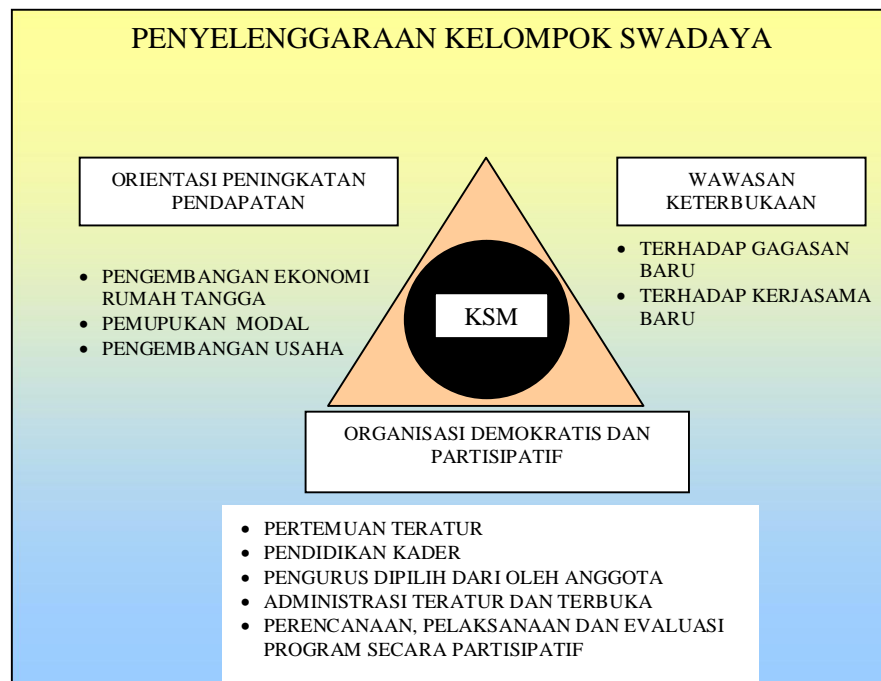 PENYELENGGARAAN KELOMPOK SWADAYA
ORIENTASI PENINGKATAN
PENDAPATAN
• PENGEMBANGAN EKONOMI
RUMAH TANGGA
• PEMUPUKAN MODAL
• PENGEMBANGAN USAHA
KSM
WAWASAN
KETERBUKAAN
• TERHADAP GAGASAN
BARU
• TERHADAP KERJASAMA
BARU
ORGANISASI DEMOKRATIS DAN
PARTISIPATIF
• PERTEMUAN TERATUR
• PENDIDIKAN KADER
• PENGURUS DIPILIH DARI OLEH ANGGOTA
• ADMINISTRASI TERATUR DAN TERBUKA
• PERENCANAAN, PELAKSANAAN DAN EVALUASI
PROGRAM SECARA PARTISIPATIF